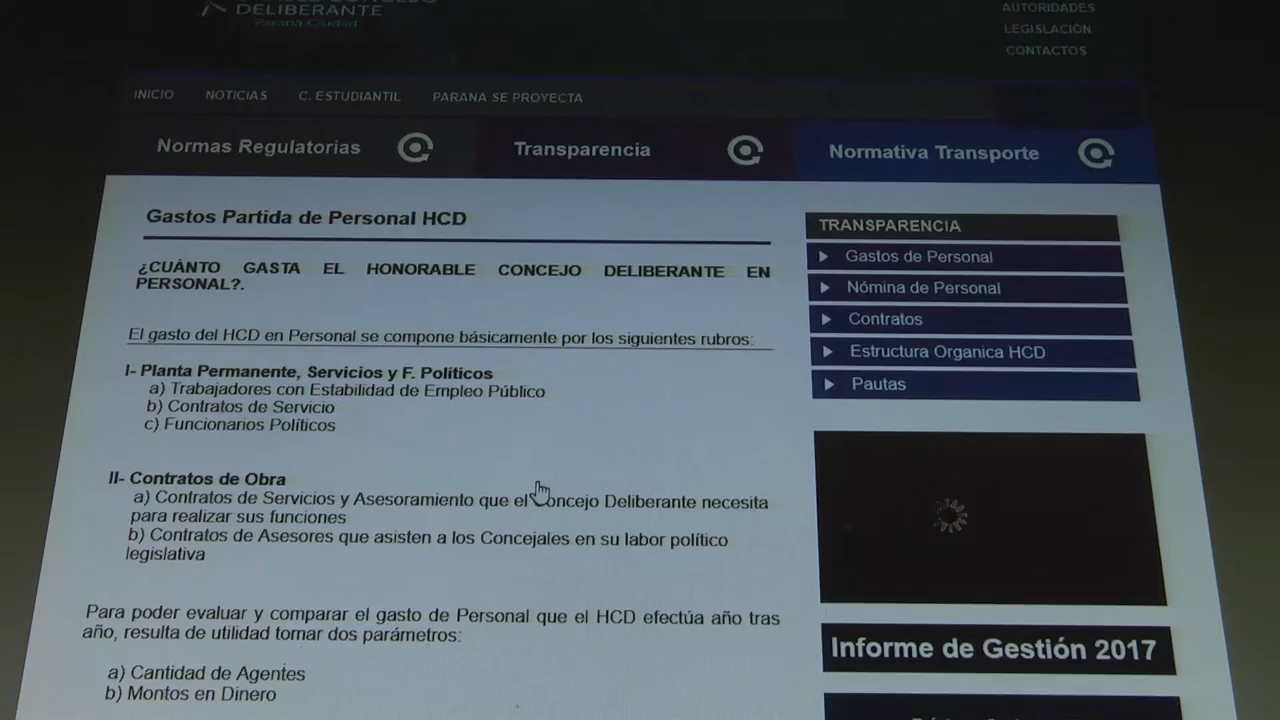 DELIBERANTE
Paraná Ciudad
AUTORIDADES
LEGISLACIÓN
CONTACTOS
INICIO NOTICIAS C. ESTUDIANTIL PARANA SE PROYECTA
Normas Regulatorias Transparencia Normativa Transporte
Gastos Partida de Personal HCD
¿CUÁNTO GASTA EL HONORABLE CONCEJO DELIBERANTE EN
PERSONAL?.
El gasto del HCD en Personal se compone básicamente por los siguientes rubros:
I- Planta Permanente, Servicios y F. Políticos
a) Trabajadores con Estabilidad de Empleo Público
b) Contratos de Servicio
c) Funcionarios Políticos
II- Contratos de Obra
a) Contratos de Servicios y Asesoramiento que el Concejo Deliberante necesita
para realizar sus funciones
b) Contratos de Asesores que asisten a los Concejales en su labor político
legislativa
Para poder evaluar y comparar el gasto de Personal que el HCD efectúa año tras
año, resulta de utilidad tomar dos parámetros:
a) Cantidad de Agentes
b) Montos en Dinero
TRANSPARENCIA
Gastos de Personal
Nómina de Personal
Contratos
Estructura Organica HCD
Pautas
Informe de Gestión 2017